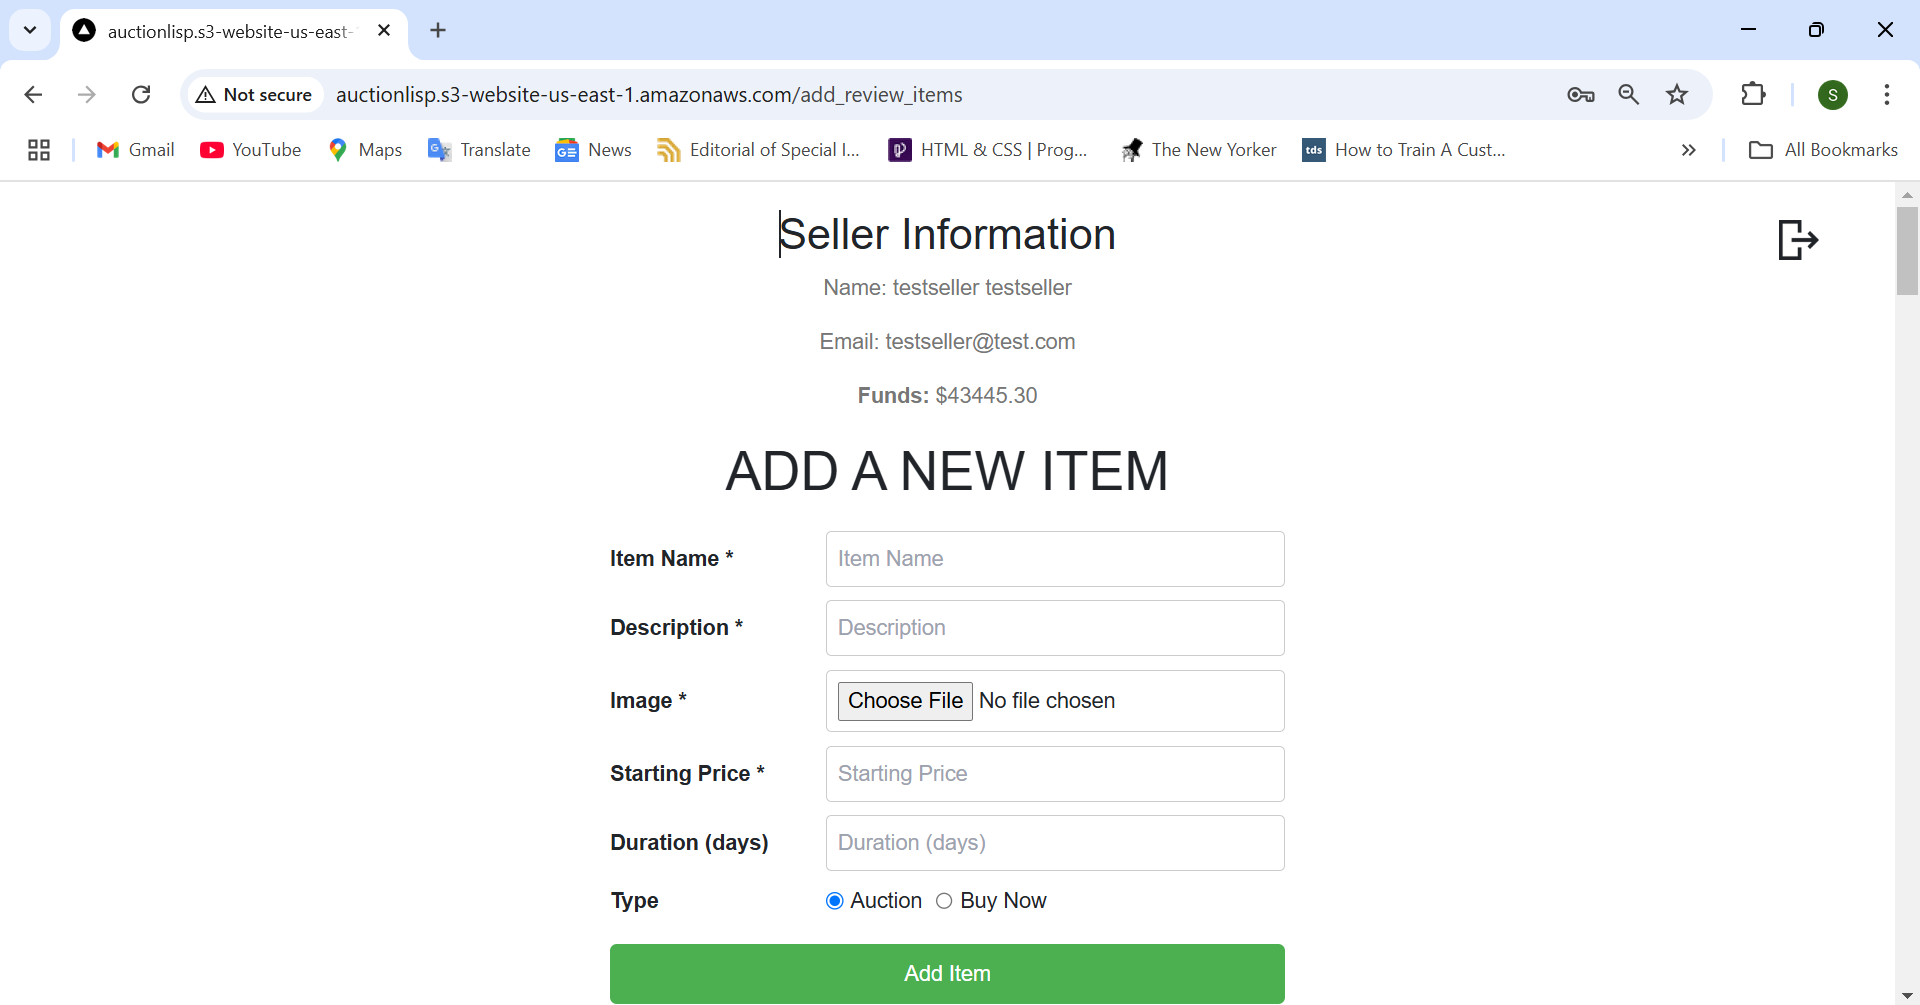 auctionlisp.s3-website-us-east-
Not secure auctionlisp.s3-website-us-east-1.amazonaws.com/add_review_items S
Gmail YouTube Maps Translate News Editorial of Special I... HTML & CSS | Prog... The New Yorker tds How to Train A Cust... » All Bookmarks
Seller Information
Name: testseller testseller
Email: testseller@test.com
Funds: $43445.30
ADD A NEW ITEM
Item Name * Item Name
Description * Description
Image * Choose File No file chosen
Starting Price * Starting Price
Duration (days) Duration (days)
Type Auction Buy Now
Add Item